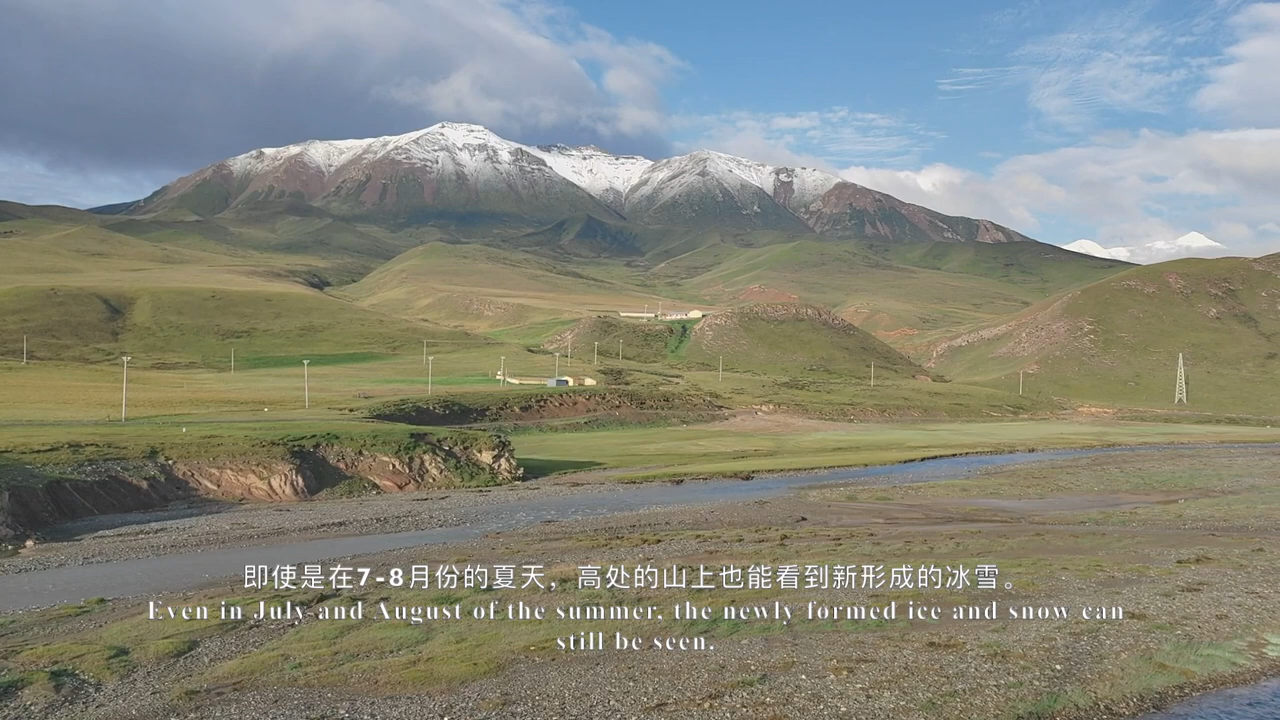 即使是在7-8月份的夏天，高处的山上也能看到新形成的冰雪。
Even in July and August of the summer, the newly formed ice and snow can
still be seen.